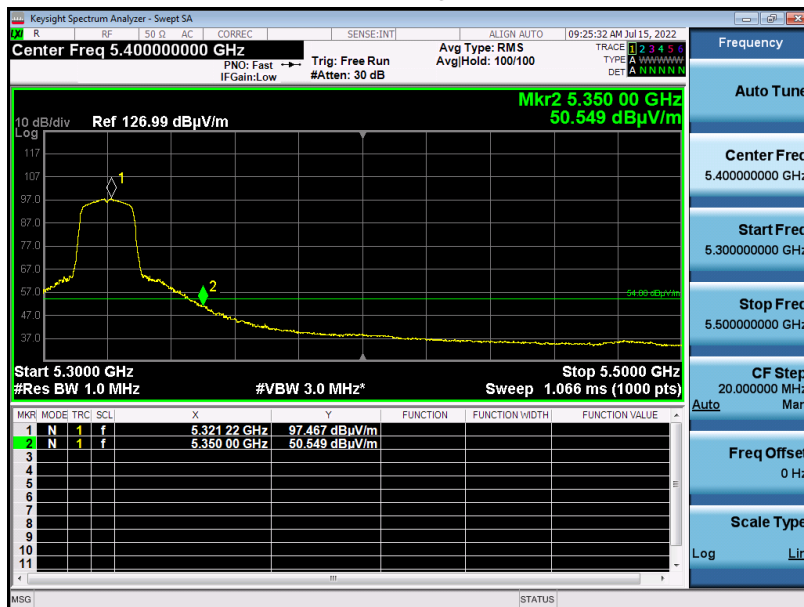 Keysight Spectrum Analyzer - Swept SA
LXI R RF 50 Ω AC CORREC SENSE:INT ALIGN AUTO 09:25:32 AM Jul 15, 2022
Center Freq 5.400000000 GHz
PNO: Fast
IFGain:Low
Trig: Free Run
#Atten: 30 dB
Avg Type: RMS
Avg|Hold: 100/100
TRACE 1 2 3 4 5 6
TYPE A WWWWW
DET A N N N N N
Mkr2 5.350 00 GHz
50.549 dBµV/m
10 dB/div Ref 126.99 dBµV/m
Log
117
107
97.0
87.0
77.0
67.0
57.0
47.0
37.0
1
2
54.00 dBµV/m
Start 5.3000 GHz Stop 5.5000 GHz
#Res BW 1.0 MHz #VBW 3.0 MHz* Sweep 1.066 ms (1000 pts)
MKR MODE TRC SCL X Y FUNCTION FUNCTION WIDTH FUNCTION VALUE
1 N 1 f 5.321 22 GHz 97.467 dBµV/m
2 N 1 f 5.350 00 GHz 50.549 dBµV/m
3
4
5
6
7
8
9
10
11
MSG STATUS
Frequency
Auto Tune
Center Freq
5.400000000 GHz
Start Freq
5.300000000 GHz
Stop Freq
5.500000000 GHz
CF Step
20.000000 MHz
Auto Man
Freq Offset
0 Hz
Scale Type
Log Lin